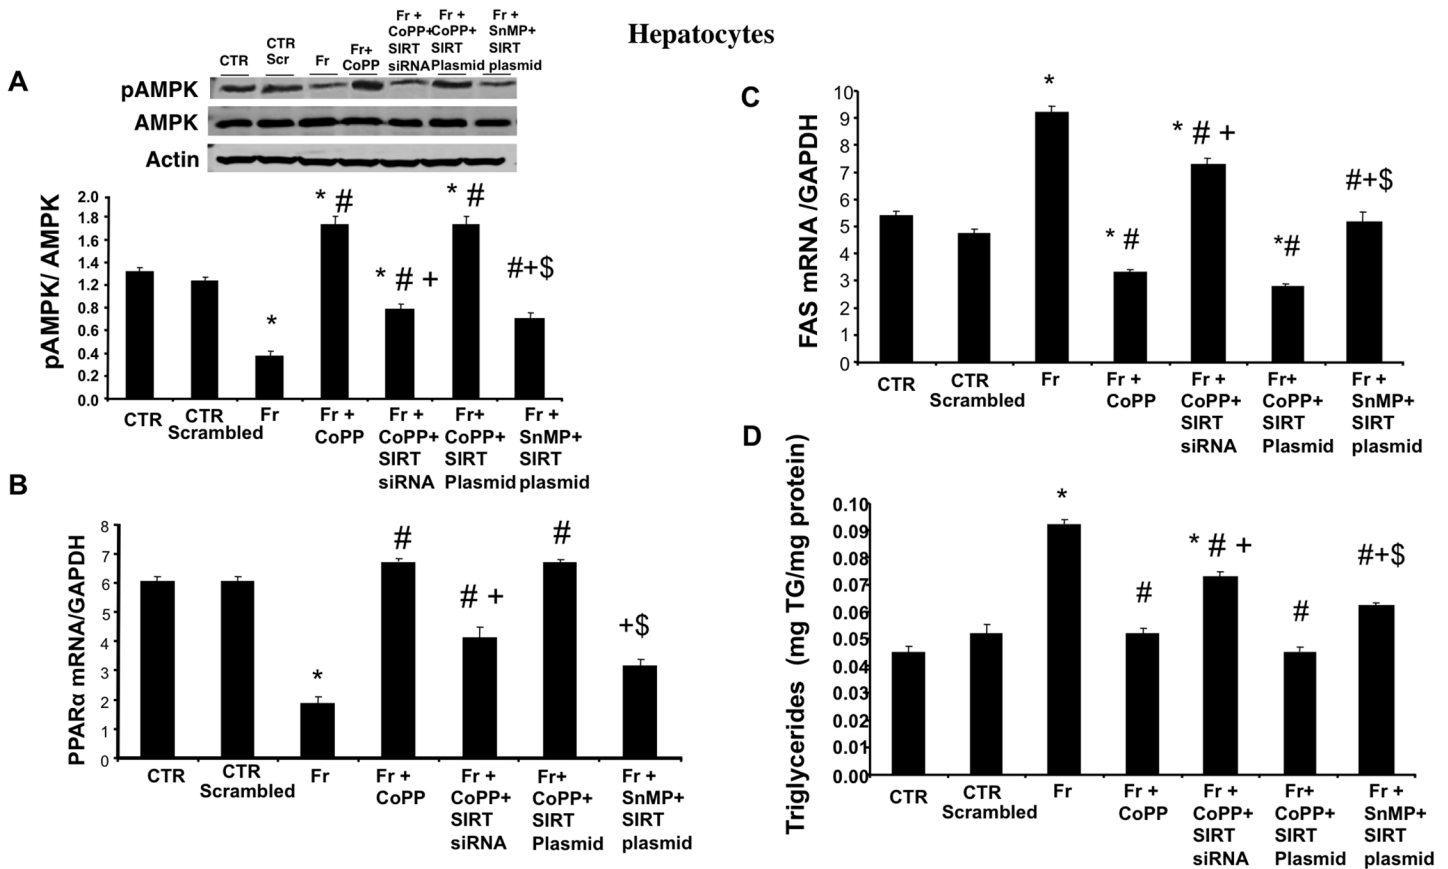 Hepatocytes
A
CTR
CTR
Scr
Fr
Fr+
CoPP
Fr +
CoPP+
SIRT
siRNA
Fr +
CoPP+
SIRT
Plasmid
Fr +
SnMP+
SIRT
plasmid
pAMPK
AMPK
Actin
pAMPK/ AMPK
2.0
1.8
1.6
1.4
1.2
0.8
0.6
0.4
0.2
0.0
*
* #
* # +
* #
#+$
CTR
CTR
Scrambled
Fr
Fr +
CoPP
Fr +
CoPP+
SIRT
siRNA
Fr+
CoPP+
SIRT
Plasmid
Fr +
SnMP+
SIRT
plasmid
B
PPARα mRNA/GAPDH
8
7
6
5
4
3
2
1
0
*
#
# +
#
+$
CTR
CTR
Scrambled
Fr
Fr +
CoPP
Fr +
CoPP+
SIRT
siRNA
Fr+
CoPP+
SIRT
Plasmid
Fr +
SnMP+
SIRT
plasmid
C
FAS mRNA /GAPDH
10
9
8
7
6
5
4
3
2
1
0
*
* #
* # +
*#
#+$
CTR
CTR
Scrambled
Fr
Fr +
CoPP
Fr +
CoPP+
SIRT
siRNA
Fr+
CoPP+
SIRT
Plasmid
Fr +
SnMP+
SIRT
plasmid
D
Triglycerides (mg TG/mg protein)
0.10
0.09
0.08
0.07
0.06
0.05
0.04
0.03
0.02
0.01
0.00
*
#
* # +
#
#+$
CTR
CTR
Scrambled
Fr
Fr +
CoPP
Fr +
CoPP+
SIRT
siRNA
Fr+
CoPP+
SIRT
Plasmid
Fr +
SnMP+
SIRT
plasmid